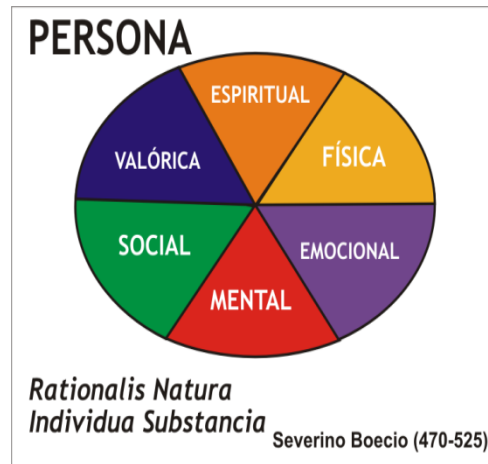 PERSONA
ESPIRITUAL
VALÓRICA
FÍSICA
SOCIAL
EMOCIONAL
MENTAL
Rationalis Natura
Individua Substancia
Severino Boecio (470-525)